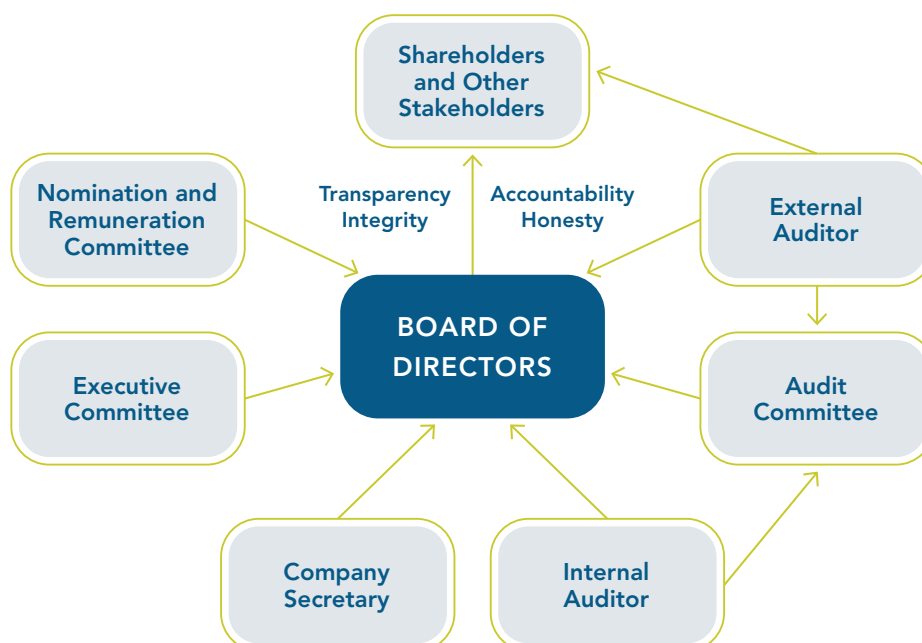 Shareholders
and Other
Stakeholders
Transparency
Integrity
Accountability
Honesty
Nomination and
Remuneration
Committee
External
Auditor
BOARD OF
DIRECTORS
Executive
Committee
Audit
Committee
Company
Secretary
Internal
Auditor